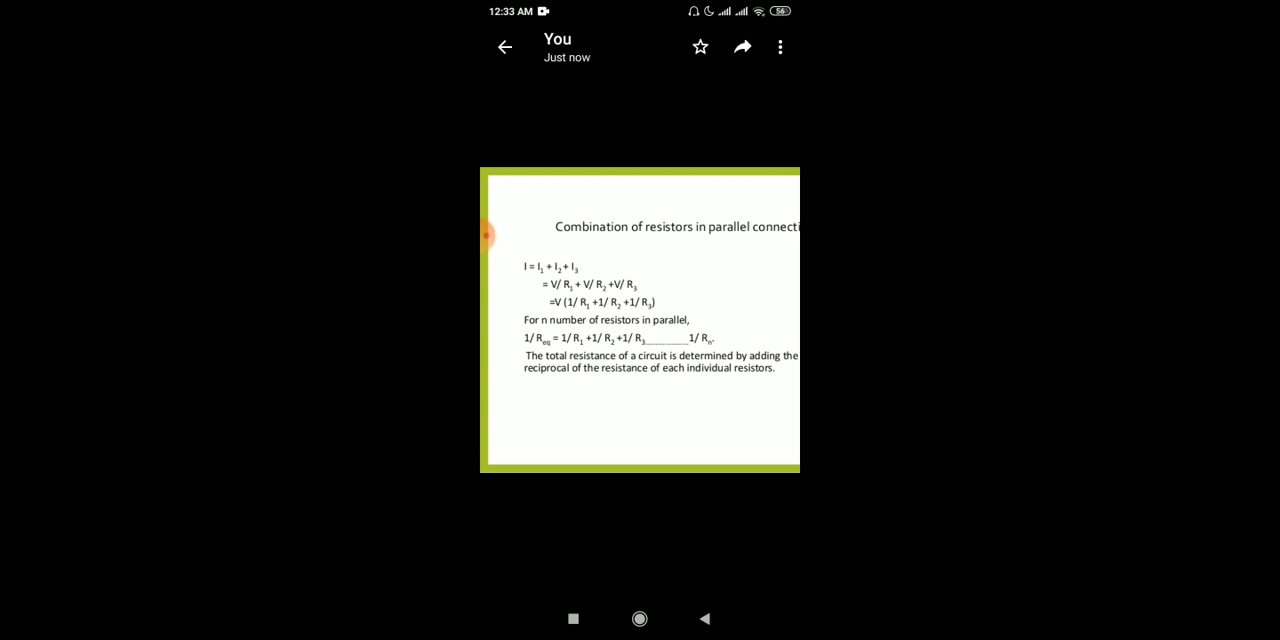 12:33 AM 56
You
Just now
Combination of resistors in parallel connecti
I = I₁ + I₂ + I₃
= V/ R₁ + V/ R₂ +V/ R₃
=V (1/ R₁ +1/ R₂ +1/ R₃)
For n number of resistors in parallel,
1/ Req = 1/ R₁ +1/ R₂ +1/ R₃..................1/ Rₙ.
The total resistance of a circuit is determined by adding the
reciprocal of the resistance of each individual resistors.